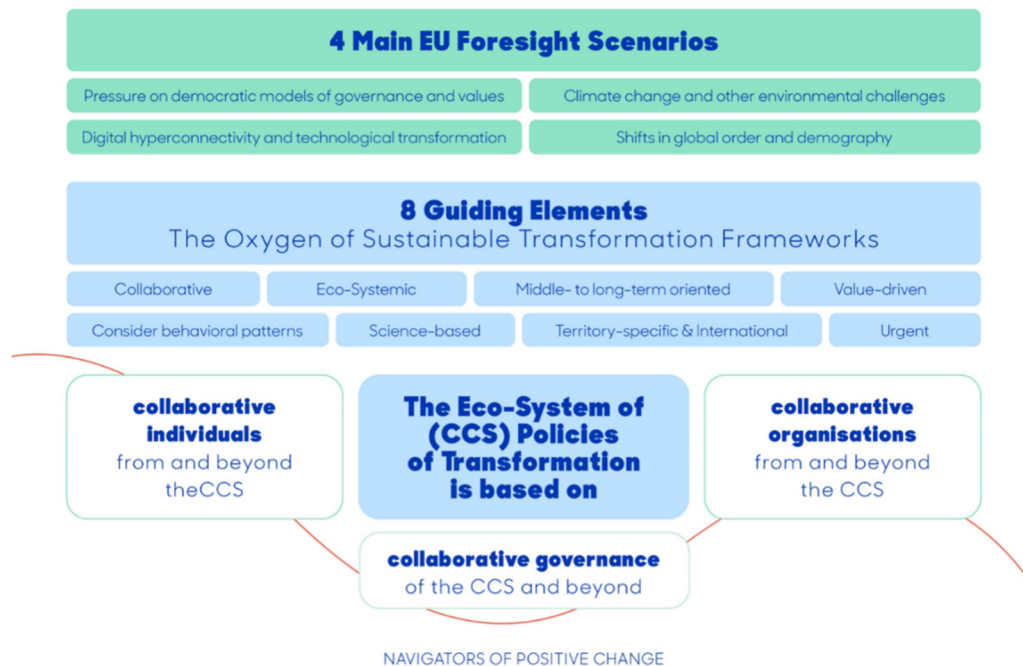 4 Main EU Foresight Scenarios
Pressure on democratic models of governance and values
Climate change and other environmental challenges
Digital hyperconnectivity and technological transformation
Shifts in global order and demography
8 Guiding Elements
The Oxygen of Sustainable Transformation Frameworks
Collaborative
Eco-Systemic
Middle- to long-term oriented
Value-driven
Consider behavioral patterns
Science-based
Territory-specific & International
Urgent
collaborative
individuals
from and beyond
theCCS
The Eco-System of
(CCS) Policies
of Transformation
is based on
collaborative
organisations
from and beyond
the CCS
collaborative governance
of the CCS and beyond
NAVIGATORS OF POSITIVE CHANGE